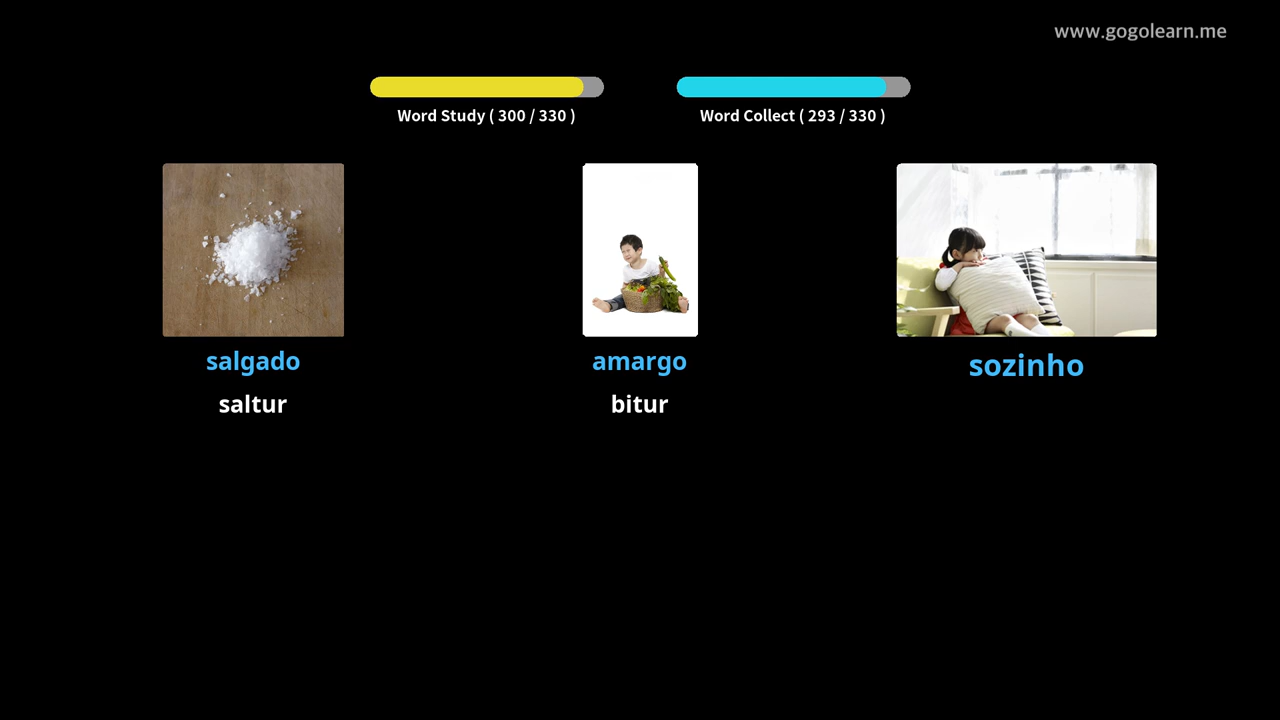 www.gogolearn.me
Word Study ( 300 / 330 )
Word Collect ( 293 / 330 )
salgado
amargo
sozinho
saltur
bitur